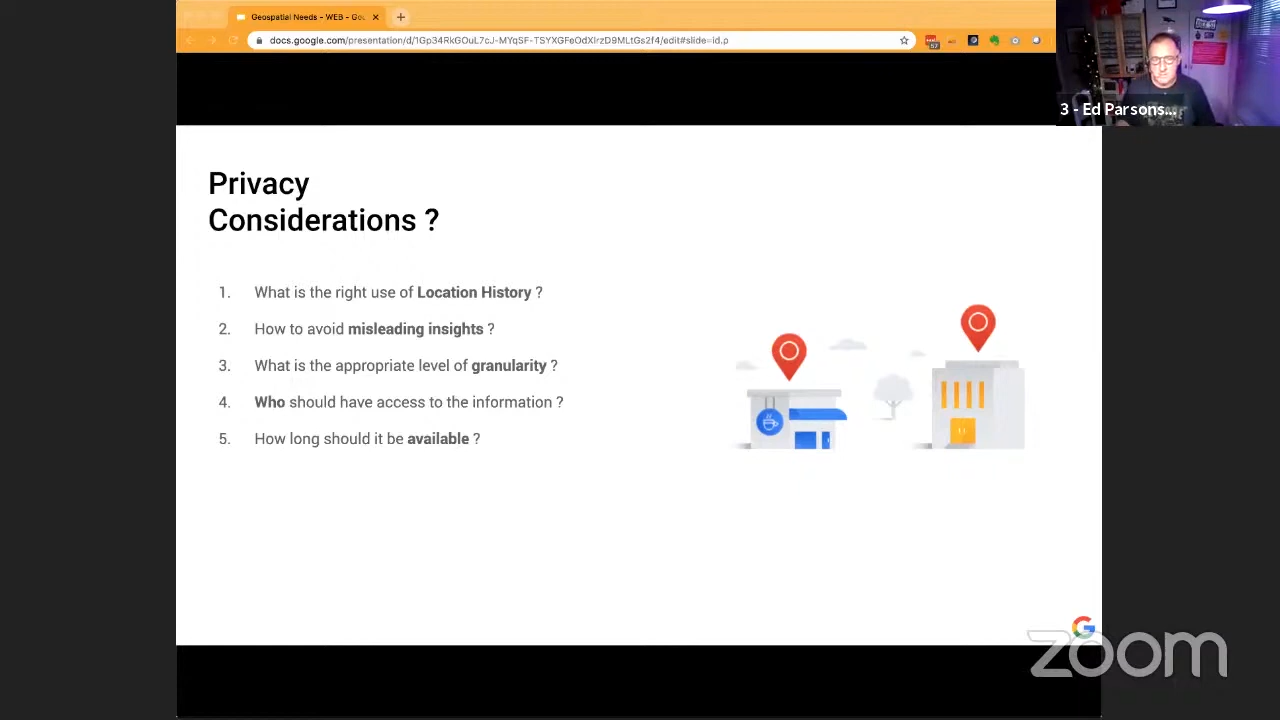 Geospatial Needs - WEB - Go
docs.google.com/presentation/d/1Gp34RkGOuL7cJ-MYqSF-TSYXGFeOdXlrzD9MLtGs2f4/edit#slide=id.p
57
3 - Ed Parsons...
Privacy
Considerations ?
1. What is the right use of Location History ?
2. How to avoid misleading insights ?
3. What is the appropriate level of granularity ?
4. Who should have access to the information ?
5. How long should it be available ?
G
zoom